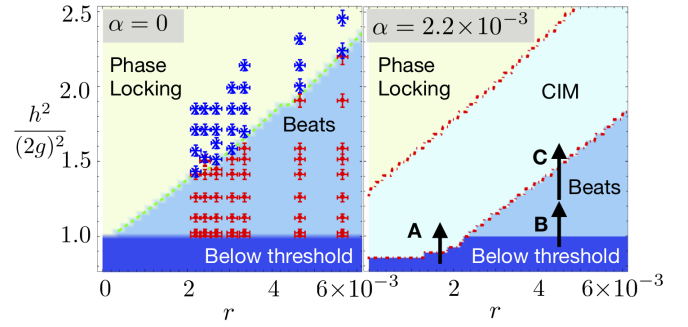 α = 0
Phase
Locking
Beats
Below threshold
h²
(2g)²
2.5
2.0
1.5
1.0
0 2 4 6×10⁻³
r
α = 2.2×10⁻³
Phase
Locking
CIM
C
Beats
A
B
Below threshold
0 2 4 6×10⁻³
r